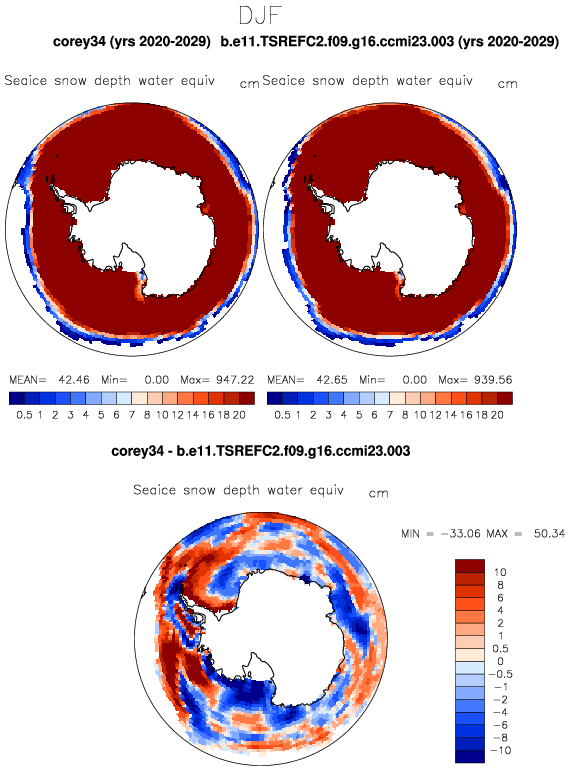 DJF
corey34 (yrs 2020-2029) b.e11.TSREFC2.f09.g16.ccmi23.003 (yrs 2020-2029)
Seaice snow depth water equiv cm Seaice snow depth water equiv cm
MEAN= 42.46 Min= 0.00 Max= 947.22 MEAN= 42.65 Min= 0.00 Max= 939.56
0.5 1 2 3 4 5 6 7 8 10 12 14 16 18 20 0.5 1 2 3 4 5 6 7 8 10 12 14 16 18 20
corey34 - b.e11.TSREFC2.f09.g16.ccmi23.003
Seaice snow depth water equiv cm
MIN = -33.06 MAX = 50.34
10
8
6
4
2
1
0.5
0
-0.5
-1
-2
-4
-6
-8
-10